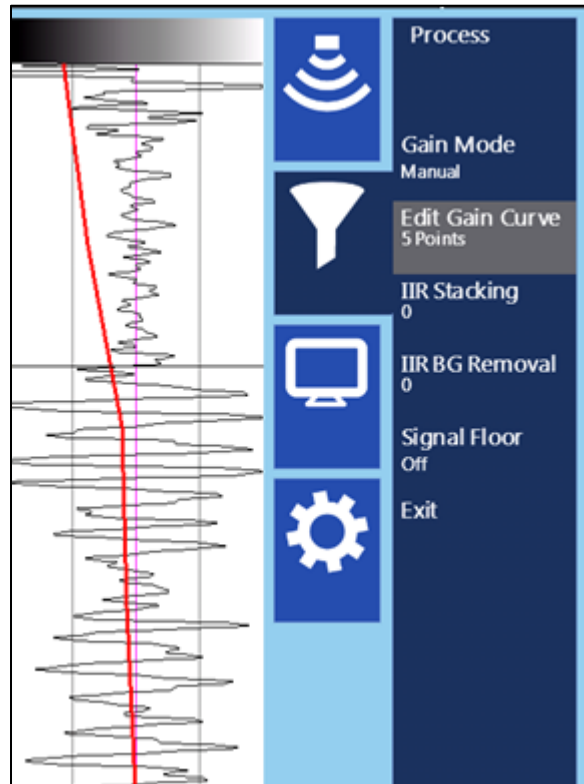 Process
Gain Mode
Manual
Edit Gain Curve
5 Points
IIR Stacking
0
IIR BG Removal
0
Signal Floor
Off
Exit